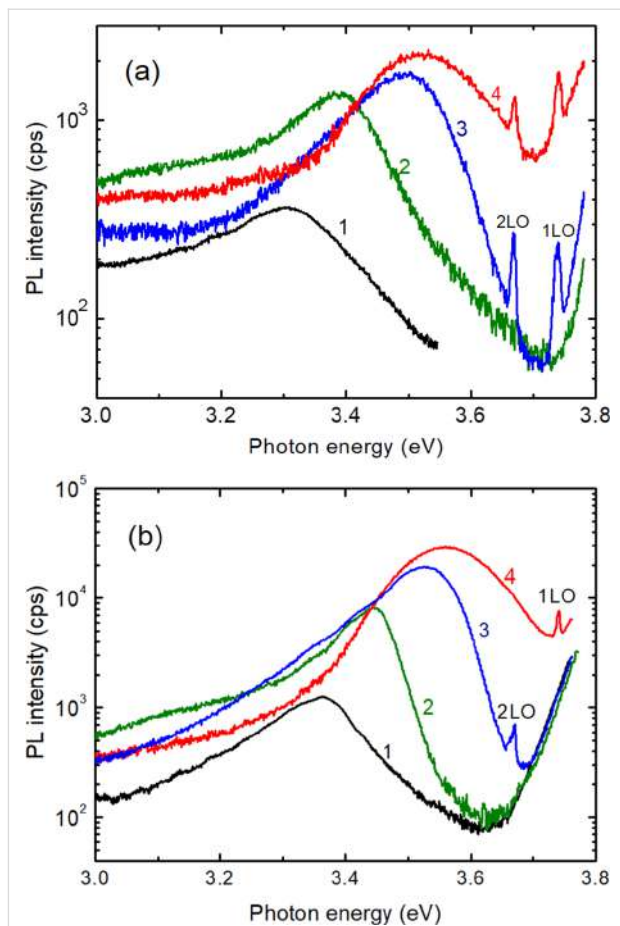 (a)
PL intensity (cps)
10³
10²
1
2
3
4
2LO
1LO
3.0 3.2 3.4 3.6 3.8
Photon energy (eV)
(b)
PL intensity (cps)
10⁵
10⁴
10³
10²
1
2
3
4
2LO
1LO
3.0 3.2 3.4 3.6 3.8
Photon energy (eV)